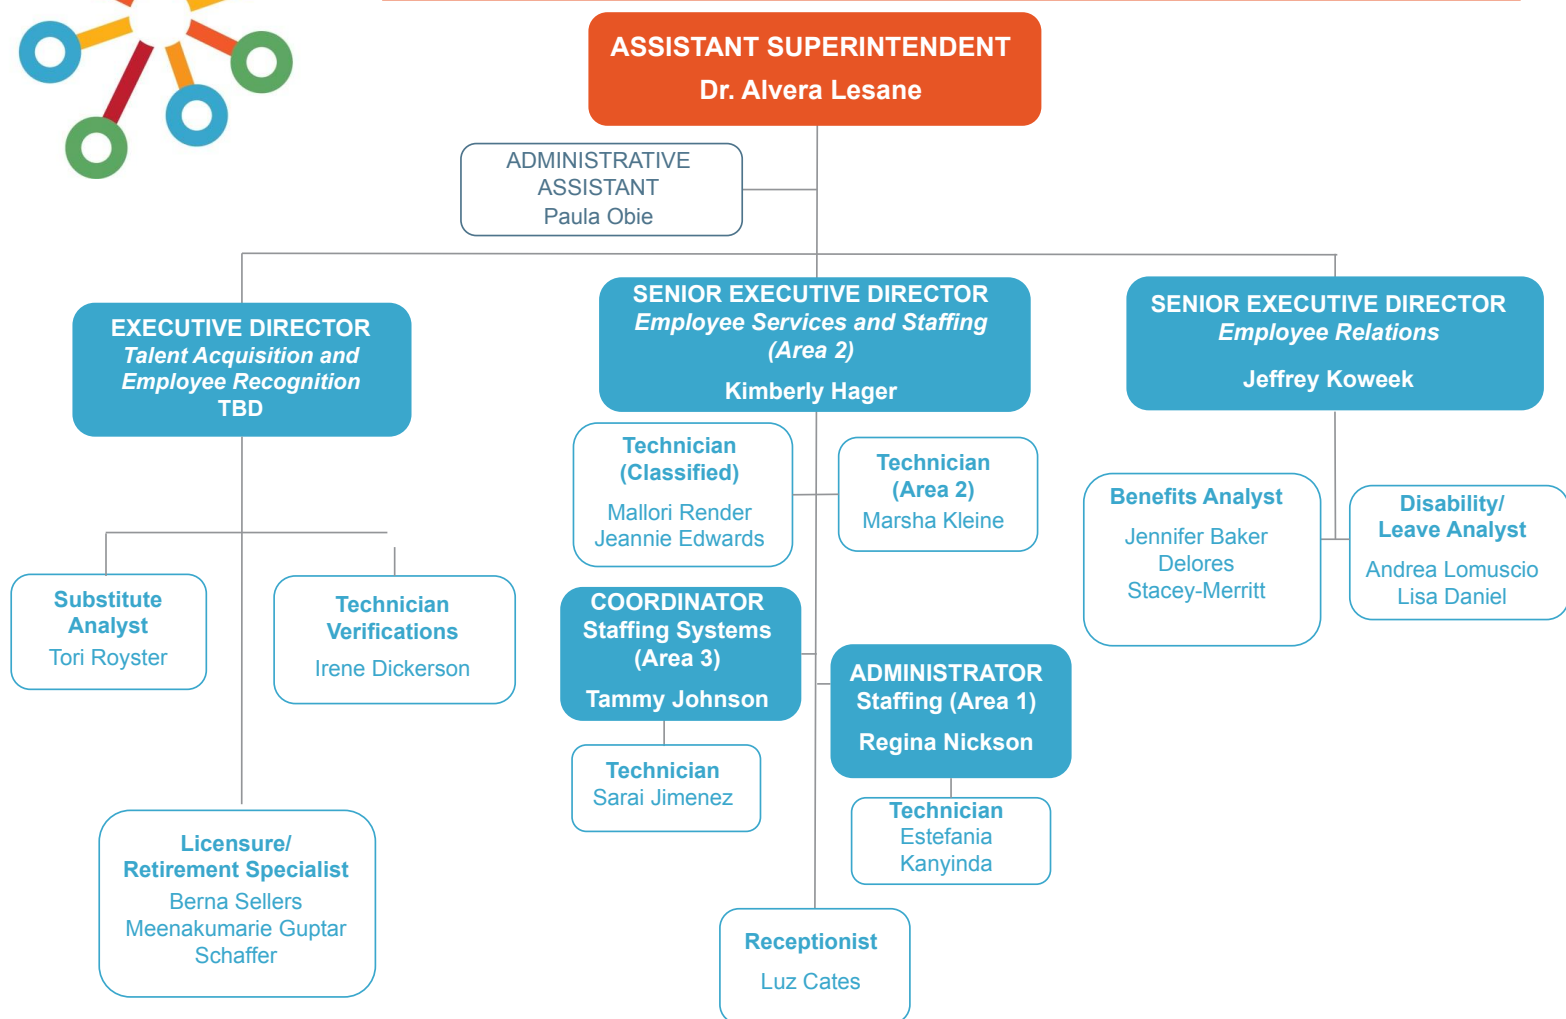 ASSISTANT SUPERINTENDENT
Dr. Alvera Lesane
ADMINISTRATIVE
ASSISTANT
Paula Obie
EXECUTIVE DIRECTOR
Talent Acquisition and
Employee Recognition
TBD
SENIOR EXECUTIVE DIRECTOR
Employee Services and Staffing
(Area 2)
Kimberly Hager
SENIOR EXECUTIVE DIRECTOR
Employee Relations
Jeffrey Koweek
Technician
(Classified)
Mallori Render
Jeannie Edwards
Technician
(Area 2)
Marsha Kleine
Benefits Analyst
Jennifer Baker
Delores
Stacey-Merritt
Disability/
Leave Analyst
Andrea Lomuscio
Lisa Daniel
Substitute
Analyst
Tori Royster
Technician
Verifications
Irene Dickerson
COORDINATOR
Staffing Systems
(Area 3)
Tammy Johnson
ADMINISTRATOR
Staffing (Area 1)
Regina Nickson
Technician
Sarai Jimenez
Technician
Estefania
Kanyinda
Licensure/
Retirement Specialist
Berna Sellers
Meenakumarie Guptar
Schaffer
Receptionist
Luz Cates